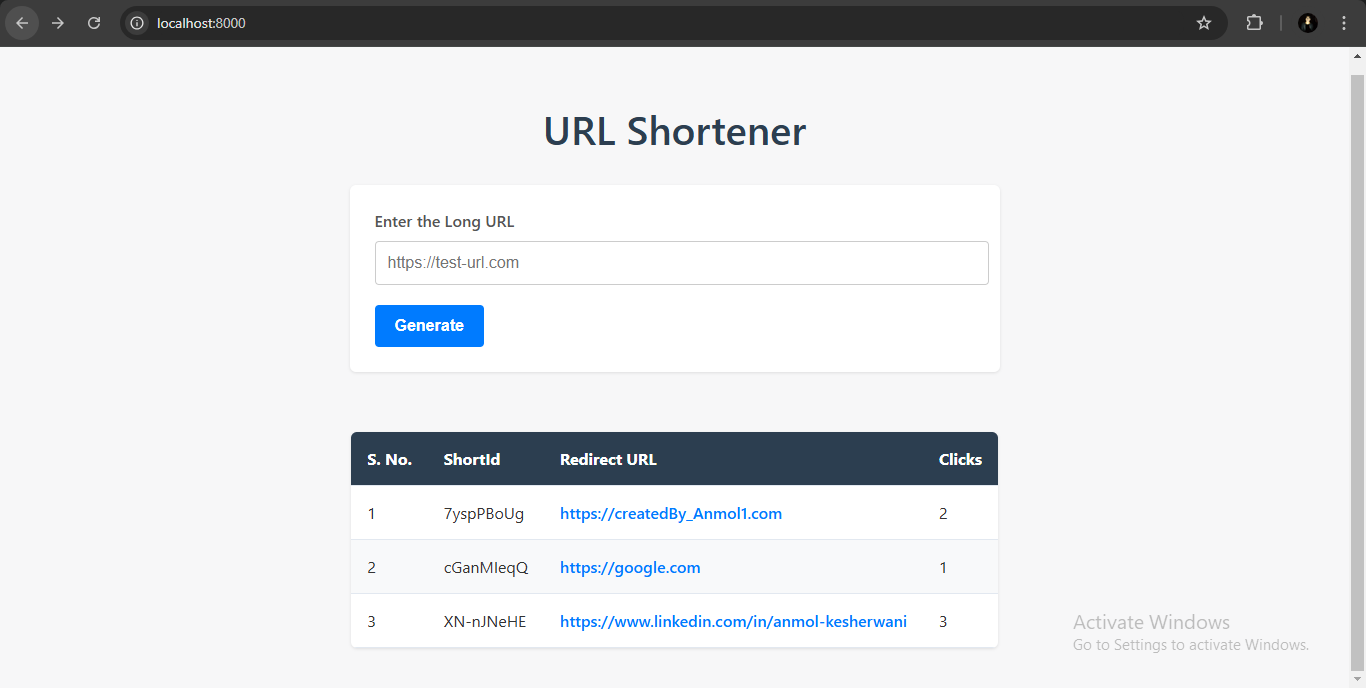 localhost:8000
URL Shortener
Enter the Long URL
https://test-url.com
Generate
S. No. ShortId Redirect URL Clicks
1 7yspPBoUg https://createdBy_Anmol1.com 2
2 cGanMIeqQ https://google.com 1
3 XN-nJNeHE https://www.linkedin.com/in/anmol-kesherwani 3
Activate Windows
Go to Settings to activate Windows.